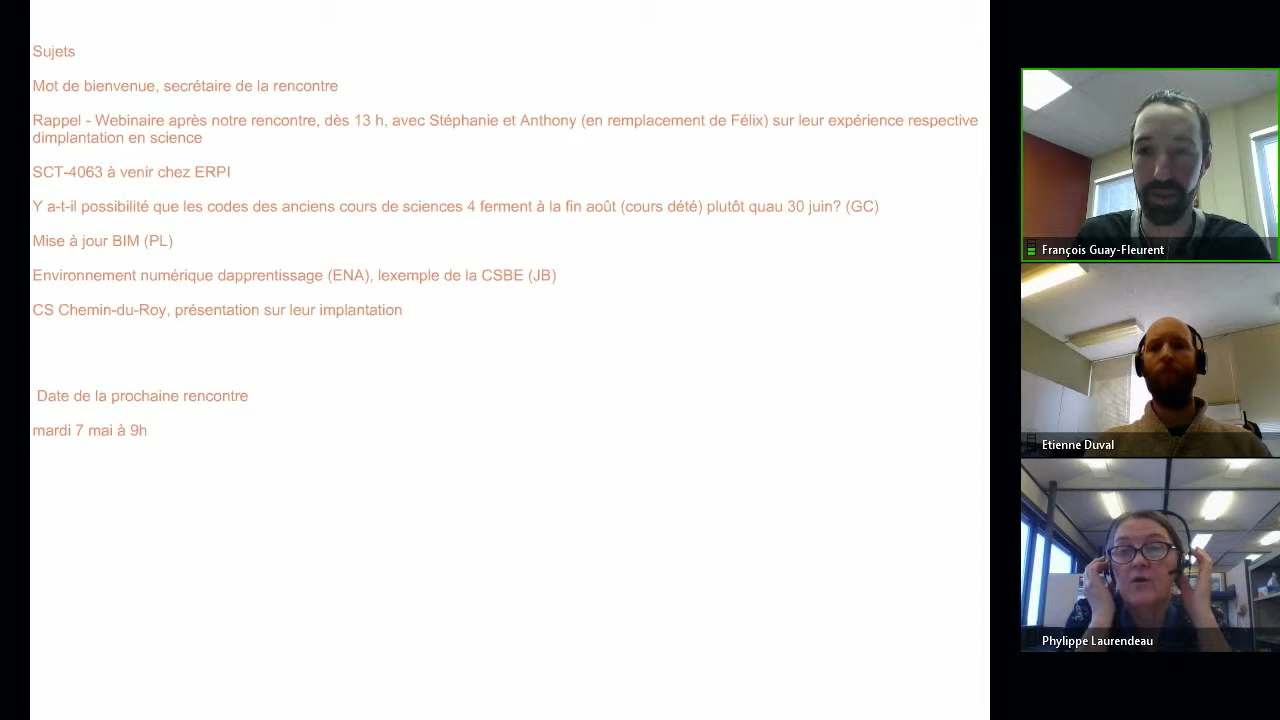 Sujets
Mot de bienvenue, secrétaire de la rencontre
Rappel - Webinaire après notre rencontre, dès 13 h, avec Stéphanie et Anthony (en remplacement de Félix) sur leur expérience respective
dimplantation en science
SCT-4063 à venir chez ERPI
Y a-t-il possibilité que les codes des anciens cours de sciences 4 ferment à la fin août (cours dété) plutôt quau 30 juin? (GC)
Mise à jour BIM (PL)
Environnement numérique dapprentissage (ENA), lexemple de la CSBE (JB)
CS Chemin-du-Roy, présentation sur leur implantation
Date de la prochaine rencontre
mardi 7 mai à 9h
François Guay-Fleurent
Etienne Duval
Phylippe Laurendeau